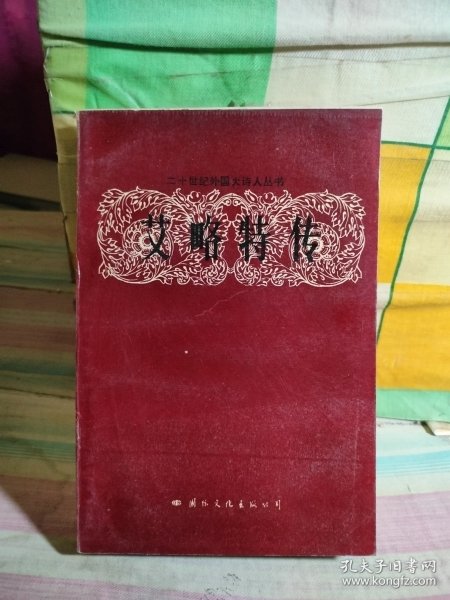 二十世纪外国大诗人丛书
艾略特传
国际文化出版公司
孔夫子旧书网
www.kongfz.com